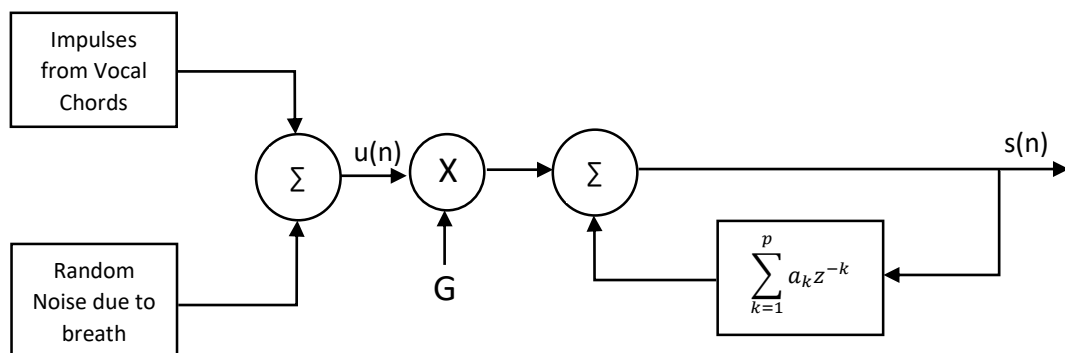 Impulses
from Vocal
Chords
∑
u(n)
X
∑
s(n)
G
Random
Noise due to
breath
p
∑ a_k z^{-k}
k=1